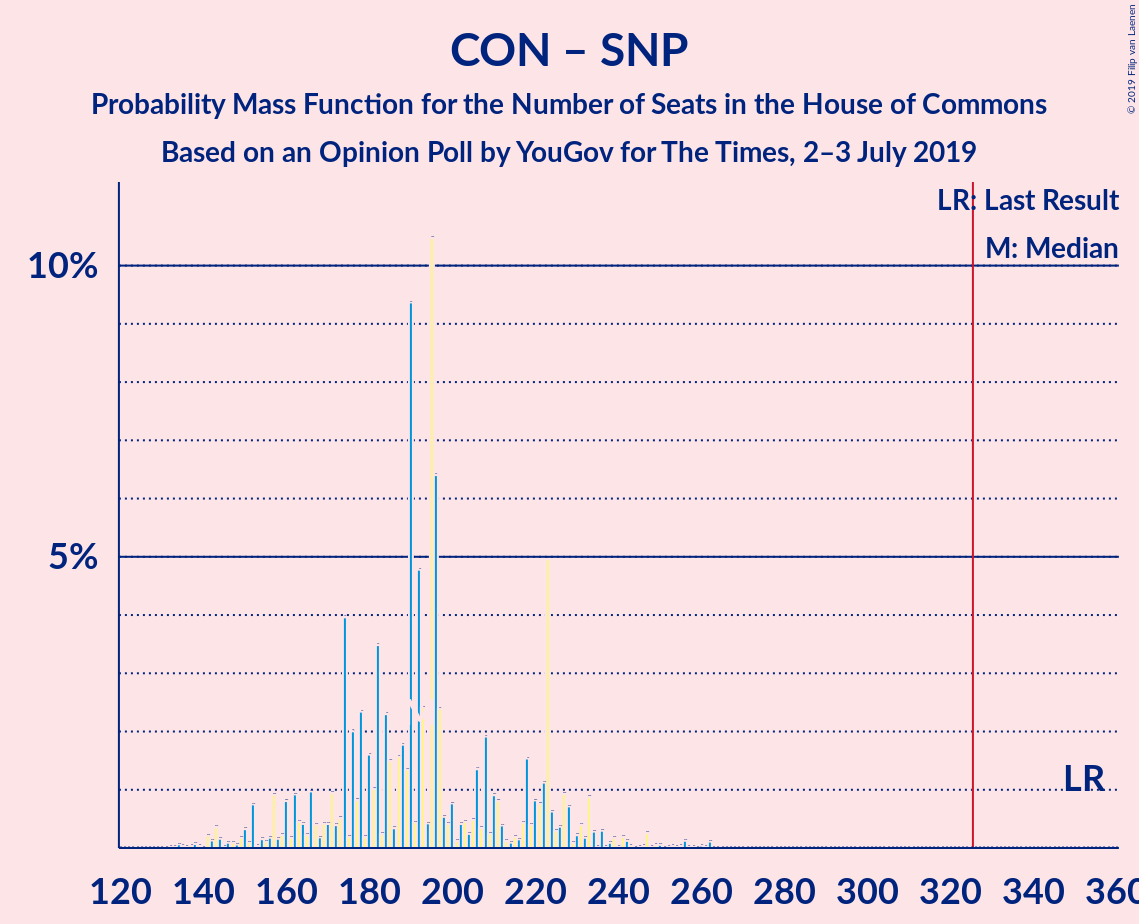 © 2019 Filip van Laenen
CON – SNP
Probability Mass Function for the Number of Seats in the House of Commons
Based on an Opinion Poll by YouGov for The Times, 2–3 July 2019
LR: Last Result
M: Median
10%
5%
LR
120 140 160 180 200 220 240 260 280 300 320 340 360